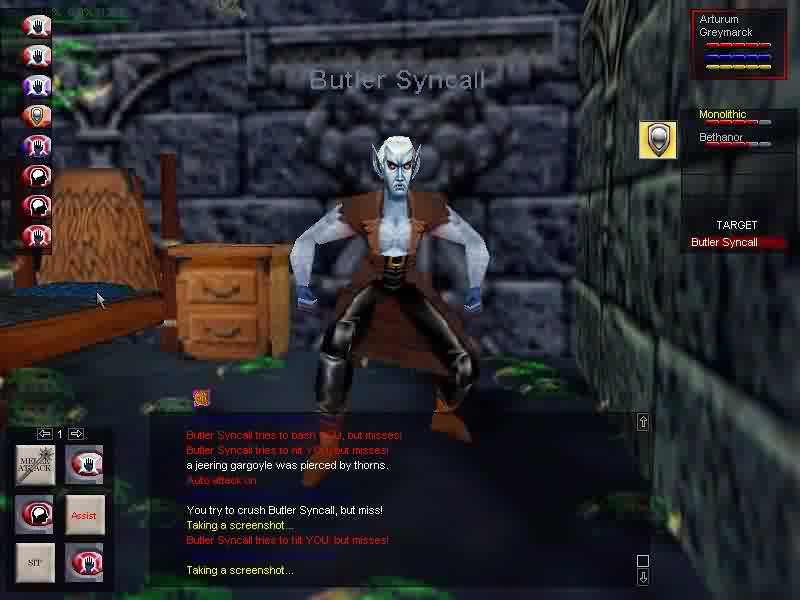 Arturum
Greymarck
Butler Syncall
Monolithic
Bethanor
TARGET
Butler Syncall
1
MELEE ATTACK
Assist
SIT
Butler Syncall tries to bash YOU, but misses!
Butler Syncall tries to hit YOU, but misses!
a jeering gargoyle was pierced by thorns.
Auto attack on
You try to crush Butler Syncall, but miss!
Taking a screenshot...
Butler Syncall tries to hit YOU, but misses!
Taking a screenshot...